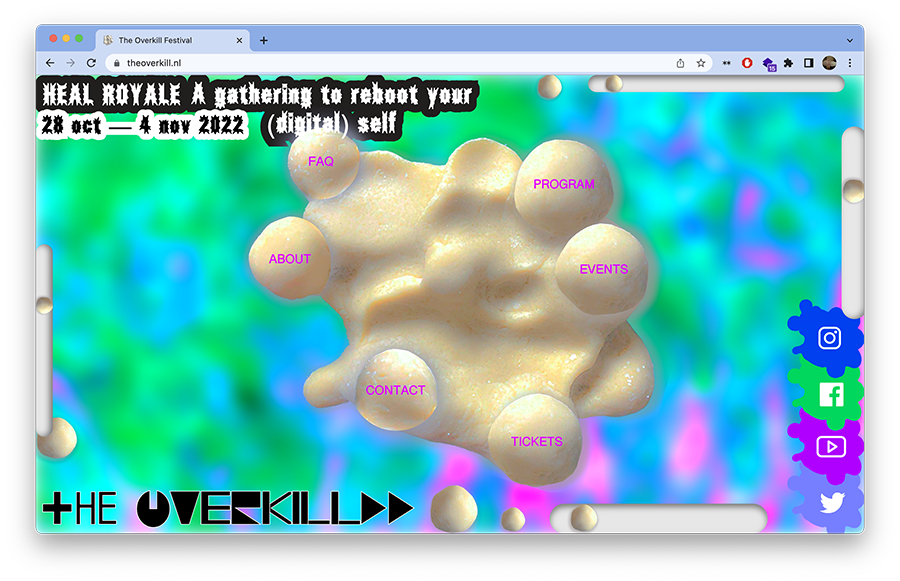 The Overkill Festival
theoverkill.nl
15
HEAL ROYALE A gathering to reboot your
28 oct — 4 nov 2022 (digital) self
FAQ
PROGRAM
ABOUT
EVENTS
CONTACT
TICKETS
THE OVERKILL